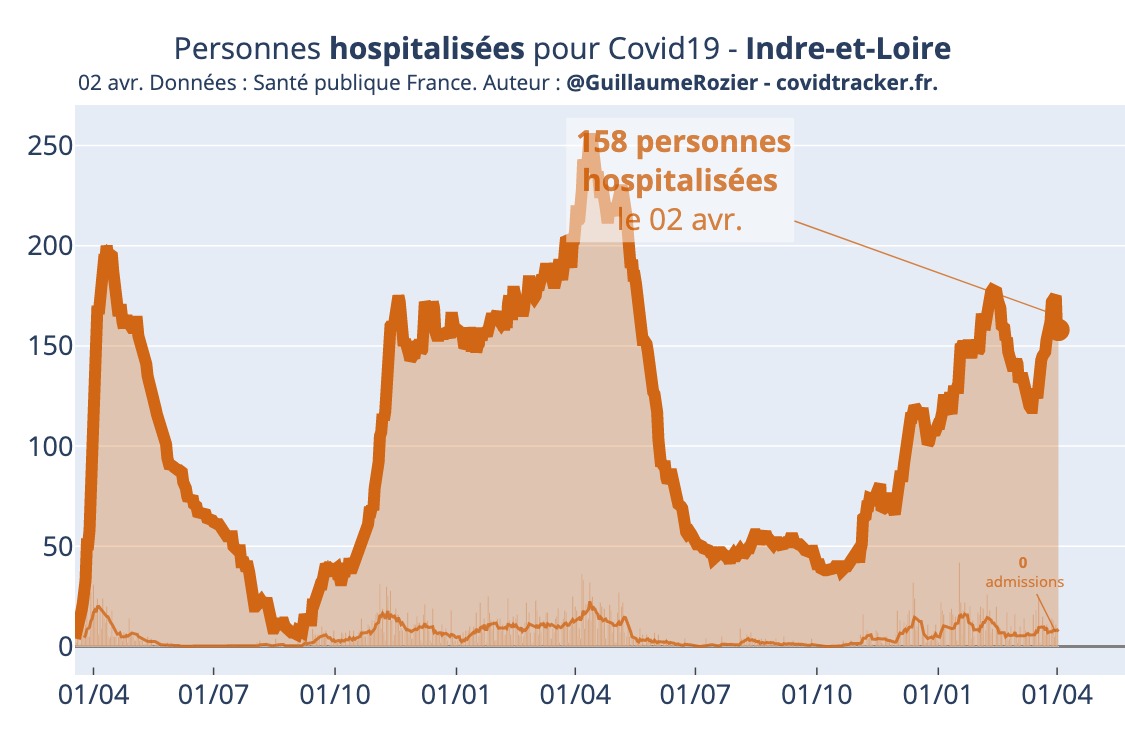 Personnes hospitalisées pour Covid19 - Indre-et-Loire
02 avr. Données : Santé publique France. Auteur : @GuillaumeRozier - covidtracker.fr.
250
158 personnes
hospitalisées
le 02 avr.
200
150
100
50
0
admissions
0
01/04 01/07 01/10 01/01 01/04 01/07 01/10 01/01 01/04